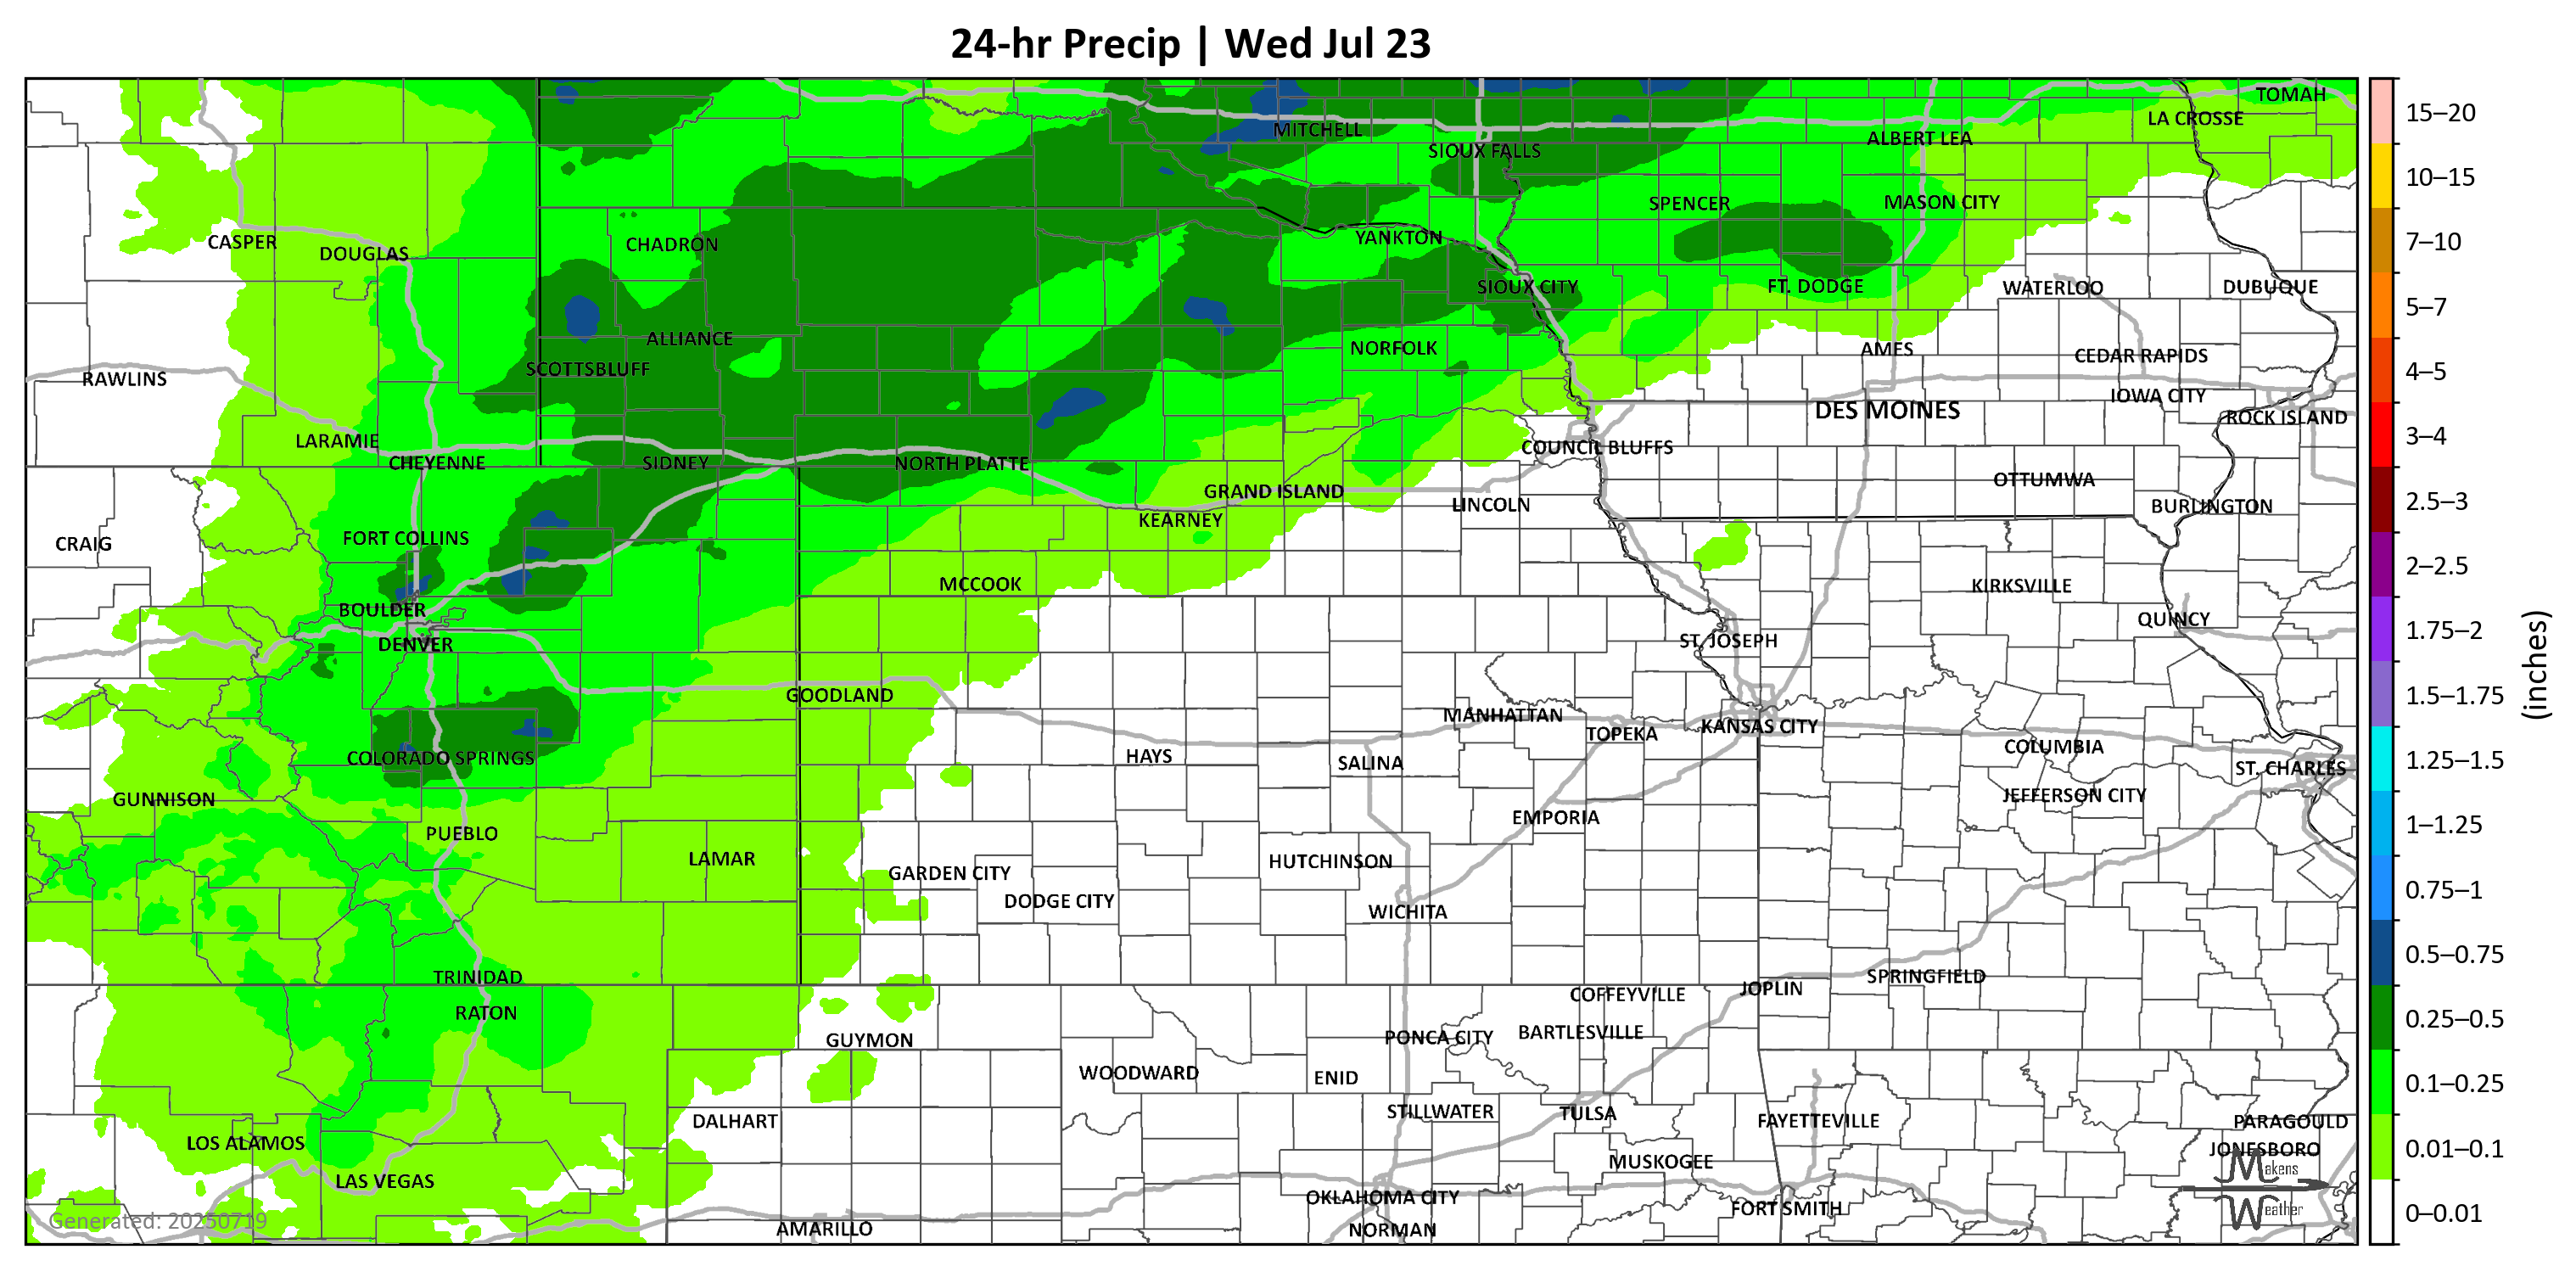 24-hr Precip | Wed Jul 23
TOMAH
LA CROSSE
MITCHELL
ALBERT LEA
SIOUX FALLS
SPENCER
MASON CITY
CASPER
DOUGLAS
CHADRON
YANKTON
SIOUX CITY
FT. DODGE
WATERLOO
DUBUQUE
ALLIANCE
NORFOLK
AMES
CEDAR RAPIDS
SCOTTSBLUFF
RAWLINS
IOWA CITY
DES MOINES
ROCK ISLAND
LARAMIE
COUNCIL BLUFFS
CHEYENNE
SIDNEY
NORTH PLATTE
OTTUMWA
GRAND ISLAND
LINCOLN
BURLINGTON
KEARNEY
FORT COLLINS
CRAIG
MCCOOK
KIRKSVILLE
BOULDER
QUINCY
DENVER
ST. JOSEPH
GOODLAND
MANHATTAN
KANSAS CITY
TOPEKA
COLUMBIA
COLORADO SPRINGS
HAYS
SALINA
ST. CHARLES
GUNNISON
JEFFERSON CITY
EMPORIA
PUEBLO
LAMAR
HUTCHINSON
GARDEN CITY
DODGE CITY
WICHITA
TRINIDAD
SPRINGFIELD
JOPLIN
COFFEYVILLE
RATON
BARTLESVILLE
PONCA CITY
GUYMON
WOODWARD
ENID
STILLWATER
TULSA
DALHART
FAYETTEVILLE
PARAGOULD
LOS ALAMOS
JONESBORO
MUSKOGEE
LAS VEGAS
OKLAHOMA CITY
FORT SMITH
AMARILLO
NORMAN
Generated: 20250719
Makens
Weather
15–20
10–15
7–10
5–7
4–5
3–4
2.5–3
2–2.5
1.75–2
1.5–1.75
1.25–1.5
1–1.25
0.75–1
0.5–0.75
0.25–0.5
0.1–0.25
0.01–0.1
0–0.01
(inches)